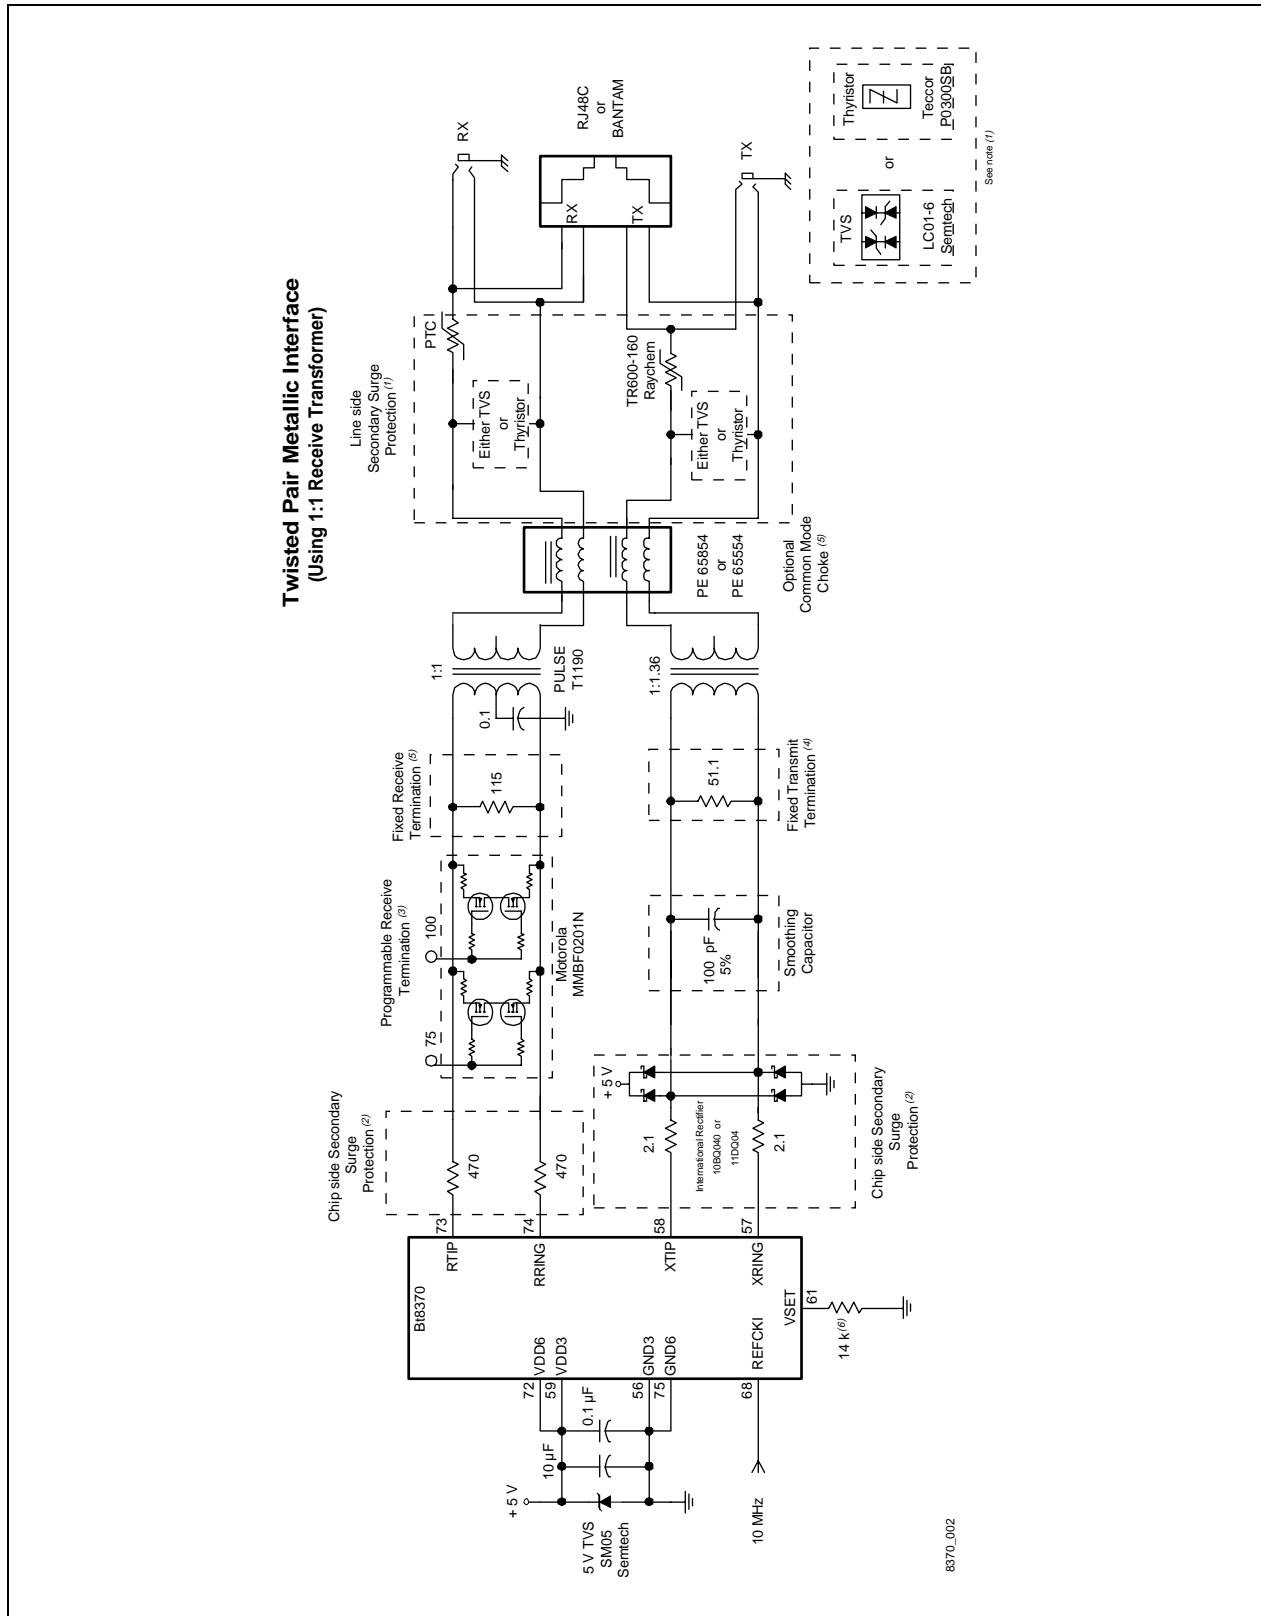 Twisted Pair Metallic Interface
(Using 1:1 Receive Transformer)
Chip side Secondary
Surge
Protection (2)
Programmable Receive
Termination (3)
Fixed Receive
Termination (5)
Line side
Secondary Surge
Protection (1)
75
100
Motorola
MMBF0201N
470
470
115
0.1
1:1
PULSE
T1190
PTC
Either TVS
or
Thyristor
RX
RJ48C
or
BANTAM
RX
TX
TX
TR600-160
Raychem
Either TVS
or
Thyristor
PE 65854
or
PE 65554
Optional
Common Mode
Choke (5)
1:1.36
51.1
Fixed Transmit
Termination (4)
100 pF
5%
Smoothing
Capacitor
+ 5 V
2.1
International Rectifier
10BQ040 or
11DQ04
2.1
Chip side Secondary
Surge
Protection (2)
Bt8370
73
RTIP
74
RRING
58
XTIP
57
XRING
61
VSET
14 k(6)
72
VDD6
59
VDD3
56
GND3
75
GND6
68
REFCKI
0.1 µF
10 µF
+ 5 V
5 V TVS
SM05
Semtech
10 MHz
TVS
LC01-6
Semtech
or
Thyristor
Teccor
P0300SB
See note (1)
8370_002